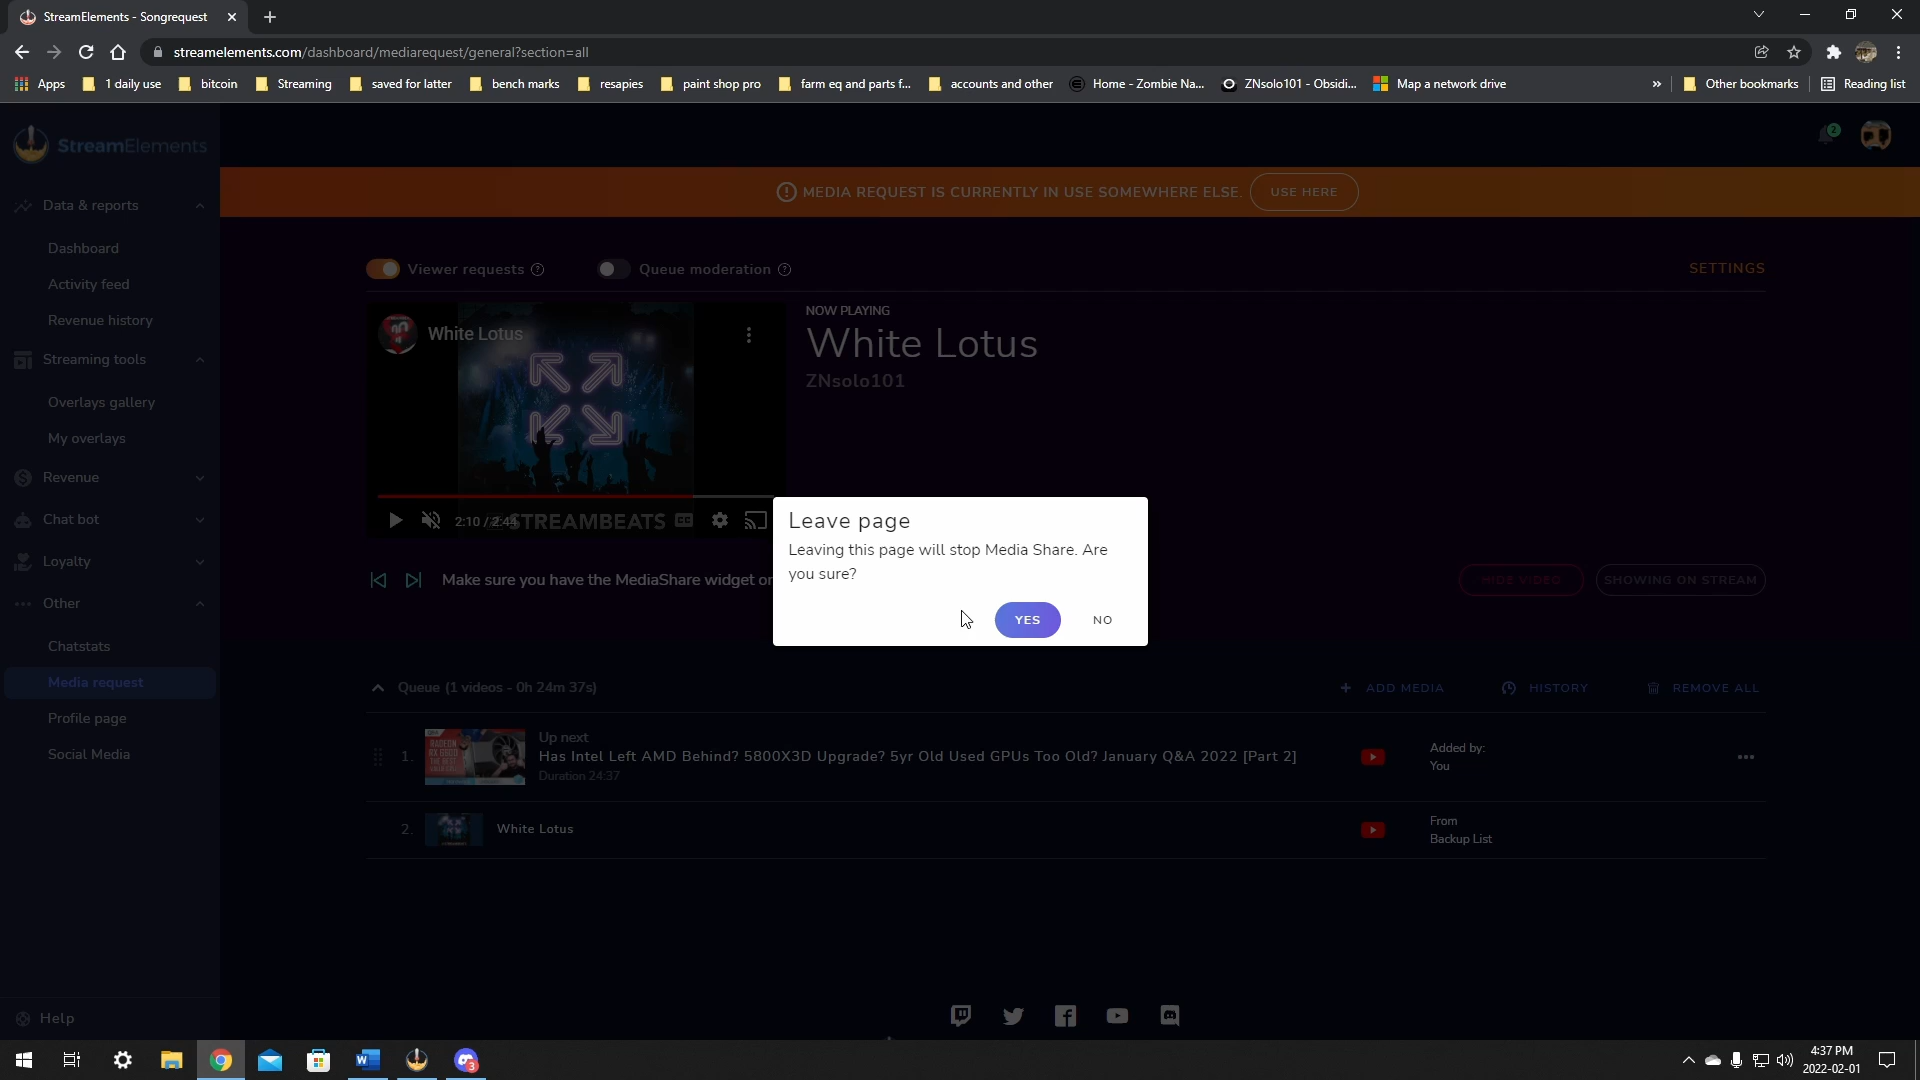 StreamElements - Songrequest
streamelements.com/dashboard/mediarequest/general?section=all
Apps
1 daily use
bitcoin
Streaming
saved for latter
bench marks
resapies
paint shop pro
farm eq and parts f...
accounts and other
Home - Zombie Na...
ZNsolo101 - Obsidi...
Map a network drive
»
Other bookmarks
Reading list
StreamElements
2
MEDIA REQUEST IS CURRENTLY IN USE SOMEWHERE ELSE.
USE HERE
Data & reports
Dashboard
Activity feed
Revenue history
Streaming tools
Overlays gallery
My overlays
Revenue
Chat bot
Loyalty
Other
Chatstats
Media request
Profile page
Social Media
Help
Viewer requests
Queue moderation
SETTINGS
White Lotus
2:10 / 2:44
STREAMBEATS
NOW PLAYING
White Lotus
ZNsolo101
Leave page
Leaving this page will stop Media Share. Are
you sure?
YES
NO
Make sure you have the MediaShare widget on
HIDE VIDEO
SHOWING ON STREAM
Queue (1 videos - 0h 24m 37s)
ADD MEDIA
HISTORY
REMOVE ALL
1.
Up next
Has Intel Left AMD Behind? 5800X3D Upgrade? 5yr Old Used GPUs Too Old? January Q&A 2022 [Part 2]
Duration 24:37
Added by:
You
2.
White Lotus
From
Backup List
3
4:37 PM
2022-02-01